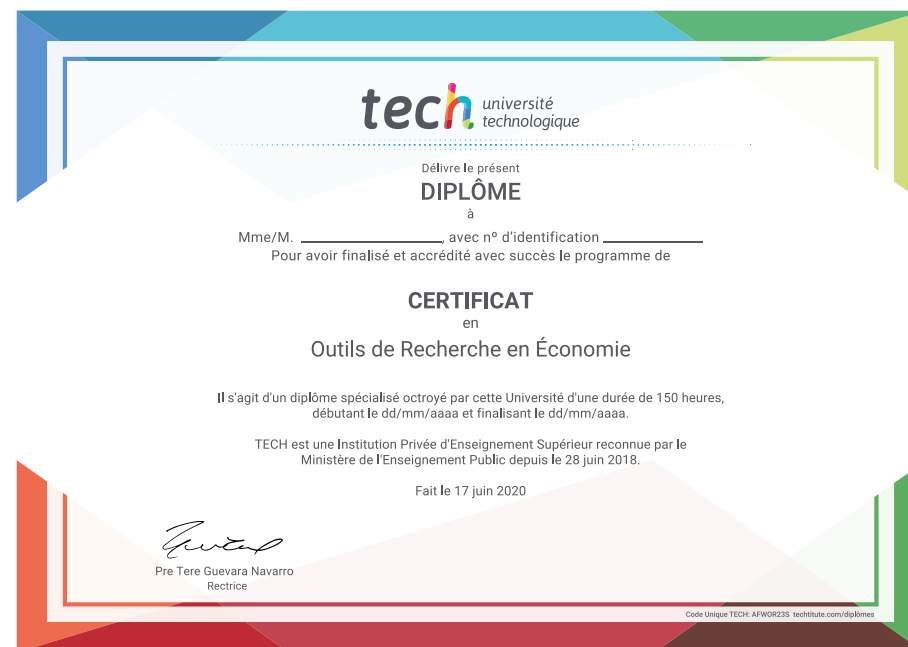 tech université
technologique
Délivre le présent
DIPLÔME
à
Mme/M. ____________________, avec nº d'identification ______________
Pour avoir finalisé et accrédité avec succès le programme de
CERTIFICAT
en
Outils de Recherche en Économie
Il s'agit d'un diplôme spécialisé octroyé par cette Université d'une durée de 150 heures,
débutant le dd/mm/aaaa et finalisant le dd/mm/aaaa.
TECH est une Institution Privée d'Enseignement Supérieur reconnue par le
Ministère de l'Enseignement Public depuis le 28 juin 2018.
Fait le 17 juin 2020
Pre Tere Guevara Navarro
Rectrice
Code Unique TECH: AFWOR23S techtitute.com/diplômes